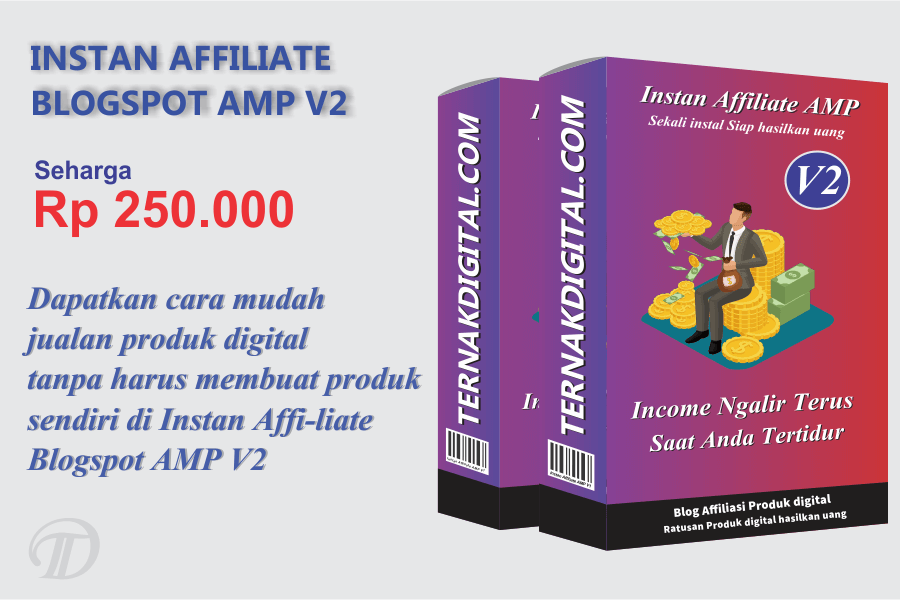 INSTAN AFFILIATE
BLOGSPOT AMP V2
Seharga
Rp 250.000
Dapatkan cara mudah
jualan produk digital
tanpa harus membuat produk
sendiri di Instan Affi-liate
Blogspot AMP V2
TERNAKDIGITAL.COM
TERNAKDIGITAL.COM
Instan Affiliate AMP
Sekali instal Siap hasilkan uang
V2
Income Ngalir Terus
Saat Anda Tertidur
Blog Affiliasi Produk digital
Ratusan Produk digital hasilkan uang